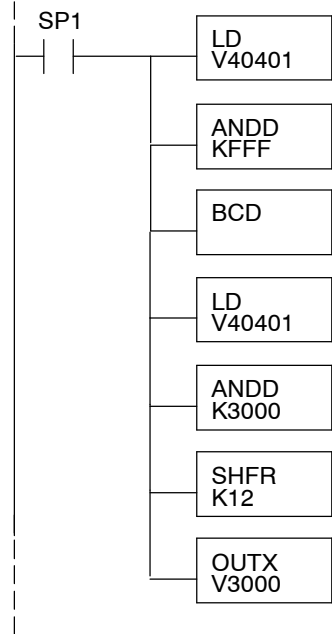 SP1
LD
V40401
ANDD
KFFF
BCD
LD
V40401
ANDD
K3000
SHFR
K12
OUTX
V3000